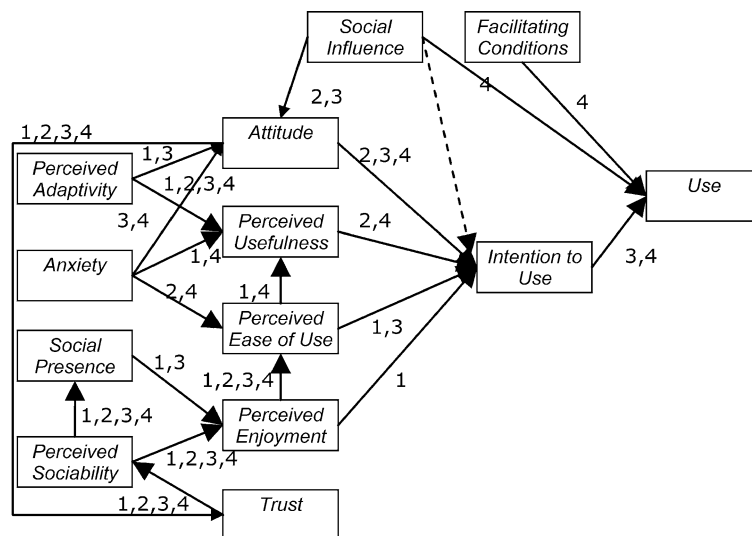 Social
Influence
Facilitating
Conditions
2,3
4
4
1,2,3,4
Attitude
1,3
2,3,4
Perceived
Adaptivity
1,2,3,4
Use
3,4
Perceived
Usefulness
2,4
Anxiety
1,4
Intention to
Use
3,4
2,4
1,4
Perceived
Ease of Use
1,3
Social
Presence
1,3
1,2,3,4
1
1,2,3,4
Perceived
Enjoyment
Perceived
Sociability
1,2,3,4
1,2,3,4
Trust